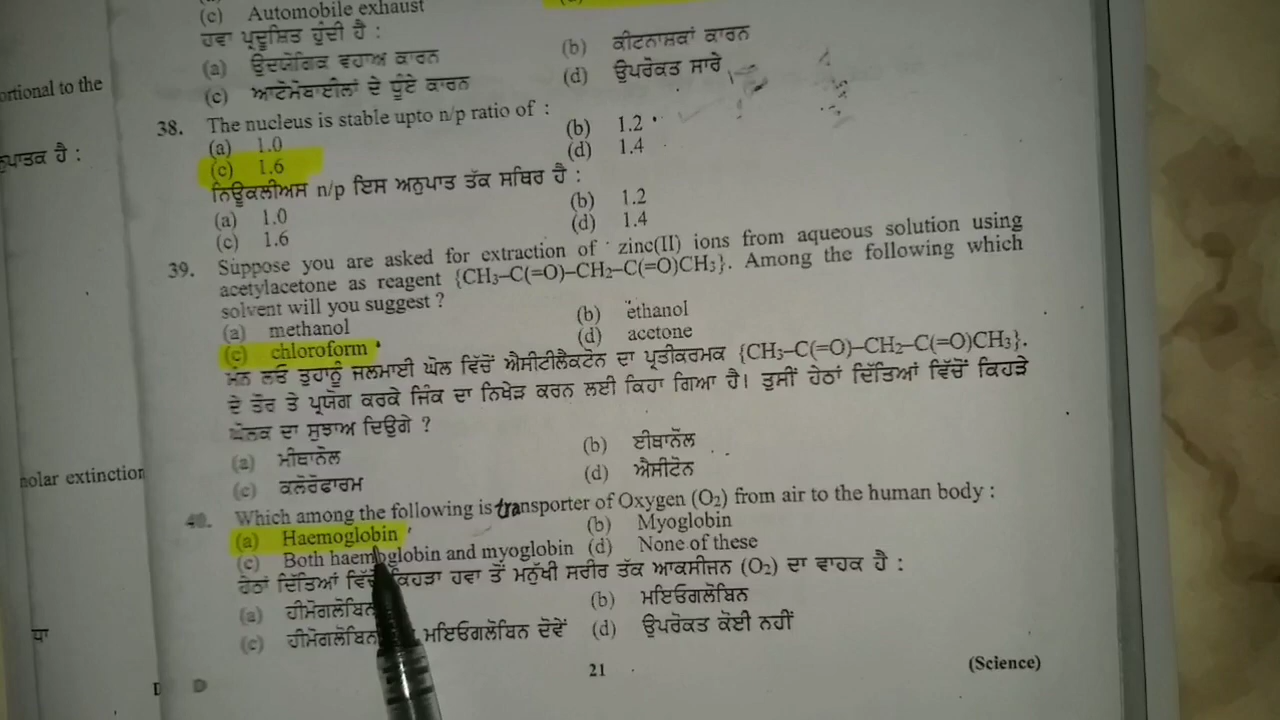 (c) Automobile exhaust
ਹਵਾ ਪ੍ਰਦੂਸ਼ਿਤ ਹੁੰਦੀ ਹੈ :
(a) ਉਦਯੋਗਿਕ ਵਹਾਅ ਕਾਰਨ (b) ਕੀਟਨਾਸ਼ਕਾਂ ਕਾਰਨ
(c) ਆਟੋਮੋਬਾਈਲਾਂ ਦੇ ਧੂੰਏ ਕਾਰਨ (d) ਉਪਰੋਕਤ ਸਾਰੇ
38. The nucleus is stable upto n/p ratio of :
(a) 1.0 (b) 1.2
(c) 1.6 (d) 1.4
ਨਿਊਕਲੀਅਸ n/p ਇਸ ਅਨੁਪਾਤ ਤੱਕ ਸਥਿਰ ਹੈ :
(a) 1.0 (b) 1.2
(c) 1.6 (d) 1.4
39. Suppose you are asked for extraction of zinc(II) ions from aqueous solution using
acetylacetone as reagent {CH₃–C(=O)–CH₂–C(=O)CH₃}. Among the following which
solvent will you suggest ?
(a) methanol (b) ethanol
(c) chloroform (d) acetone
ਮੰਨ ਲਓ ਤੁਹਾਨੂੰ ਜਲਮਾਈ ਘੋਲ ਵਿੱਚੋਂ ਐਸੀਟੀਲੈਕਟੋਨ ਦਾ ਪ੍ਰਤੀਕਰਮਕ {CH₃–C(=O)–CH₂–C(=O)CH₃}.
ਦੇ ਤੌਰ ਤੇ ਪ੍ਰਯੋਗ ਕਰਕੇ ਜਿੰਕ ਦਾ ਨਿਖੇੜ ਕਰਨ ਲਈ ਕਿਹਾ ਗਿਆ ਹੈ। ਤੁਸੀਂ ਹੇਠਾਂ ਦਿੱਤਿਆਂ ਵਿੱਚੋਂ ਕਿਹੜੇ
ਘੋਲਕ ਦਾ ਸੁਝਾਅ ਦਿਉਗੇ ?
(a) ਮੀਥਾਨੋਲ (b) ਈਥਾਨੋਲ
(c) ਕਲੋਰੋਫਾਰਮ (d) ਐਸੀਟੋਨ
40. Which among the following is transporter of Oxygen (O₂) from air to the human body :
(a) Haemoglobin (b) Myoglobin
(c) Both haemoglobin and myoglobin (d) None of these
ਹੇਠਾਂ ਦਿੱਤਿਆਂ ਵਿੱਚੋਂ ਕਿਹੜਾ ਹਵਾ ਤੋਂ ਮਨੁੱਖੀ ਸਰੀਰ ਤੱਕ ਆਕਸੀਜਨ (O₂) ਦਾ ਵਾਹਕ ਹੈ :
(a) ਹੀਮੋਗਲੋਬਿਨ (b) ਮਇਓਗਲੋਬਿਨ
(c) ਹੀਮੋਗਲੋਬਿਨ ਮਇਓਗਲੋਬਿਨ ਦੋਵੇਂ (d) ਉਪਰੋਕਤ ਕੋਈ ਨਹੀਂ
D 21 (Science)
to the
ਹੈ :
extinction